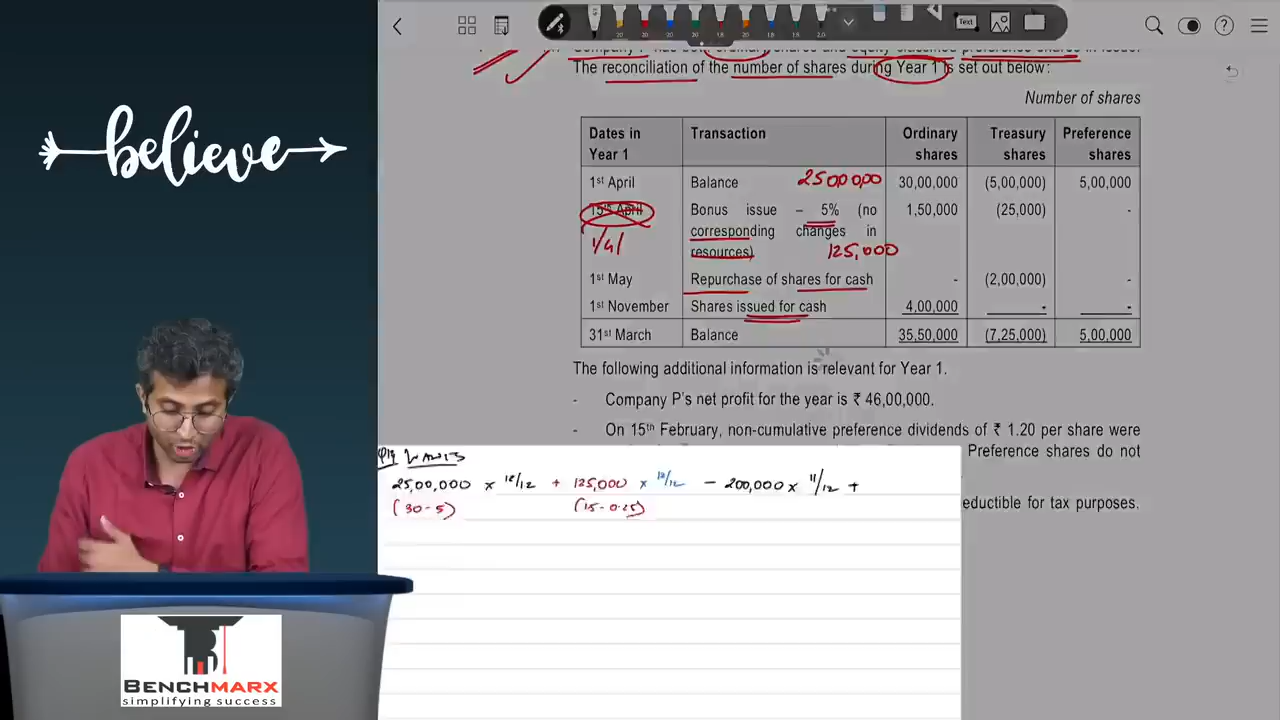 believe
Text
The reconciliation of the number of shares during Year 1 is set out below:
Number of shares
Dates in Year 1 Transaction Ordinary shares Treasury shares Preference shares
1st April Balance 2500000 30,00,000 (5,00,000) 5,00,000
15th April Bonus issue – 5% (no 1,50,000 (25,000) -
1/4/ corresponding changes in
resources) 125,000
1st May Repurchase of shares for cash - (2,00,000)
1st November Shares issued for cash 4,00,000 - -
31st March Balance 35,50,000 (7,25,000) 5,00,000
The following additional information is relevant for Year 1.
- Company P's net profit for the year is ₹ 46,00,000.
- On 15th February, non-cumulative preference dividends of ₹ 1.20 per share were
Preference shares do not
eductible for tax purposes.
25,00,000 x 12/12 + 125,000 x 12/12 – 200,000 x 11/12 +
(30-5) (15-0.25)
BENCHMARX
simplifying success